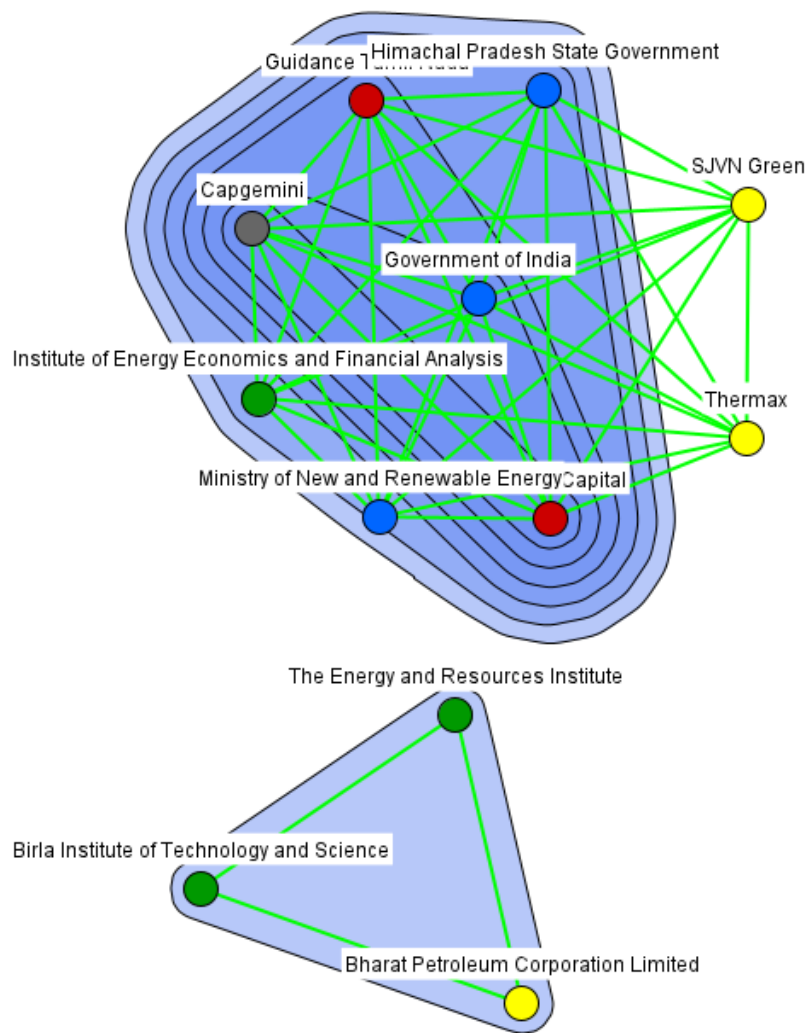 Himachal Pradesh State Government
Guidance
SJVN Green
Capgemini
Government of India
Institute of Energy Economics and Financial Analysis
Thermax
Ministry of New and Renewable Energy
Capital
The Energy and Resources Institute
Birla Institute of Technology and Science
Bharat Petroleum Corporation Limited